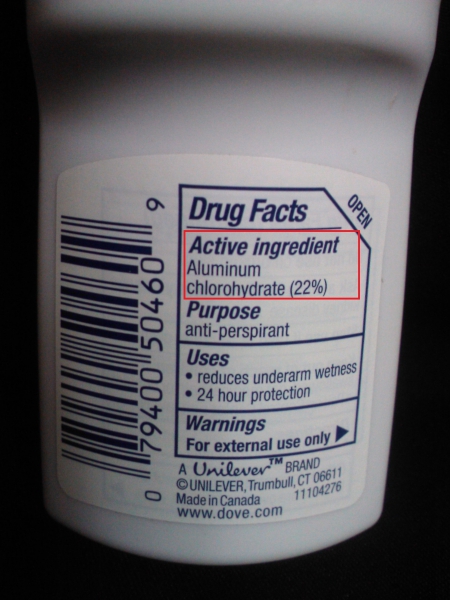 OPEN
Drug Facts
Active ingredient
Aluminum
chlorohydrate (22%)
Purpose
anti-perspirant
Uses
• reduces underarm wetness
• 24 hour protection
Warnings
For external use only ▶
A Unilever™ BRAND
©UNILEVER, Trumbull, CT 06611
Made in Canada 11104276
www.dove.com
0 79400 50460 9